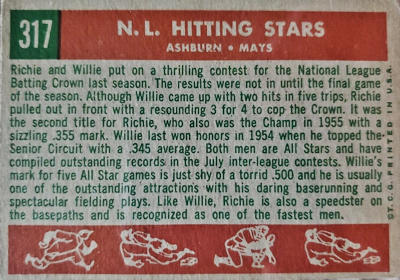 317
N. L. HITTING STARS
ASHBURN • MAYS
Richie and Willie put on a thrilling contest for the National League
Batting Crown last season. The results were not in until the final game
of the season. Although Willie came up with two hits in five trips, Richie
pulled out front with a resounding 3 for 4 to cop the Crown. It was
the second title for Richie, who also was the Champ in 1955 with a
sizzling .355 mark. Willie last won honors in 1954 when he topped the
Senior Circuit with a .345 average. Both men are All Stars and have
compiled outstanding records in the July inter-league contests. Willie's
mark for five All Star games is just shy of a torrid .500 and he is usually
one of the outstanding attractions with his daring baserunning and
spectacular fielding plays. Like Willie, Richie is also a speedster on
the basepaths and is recognized as one of the fastest men.
©T.C.G. PRINTED IN U.S.A.